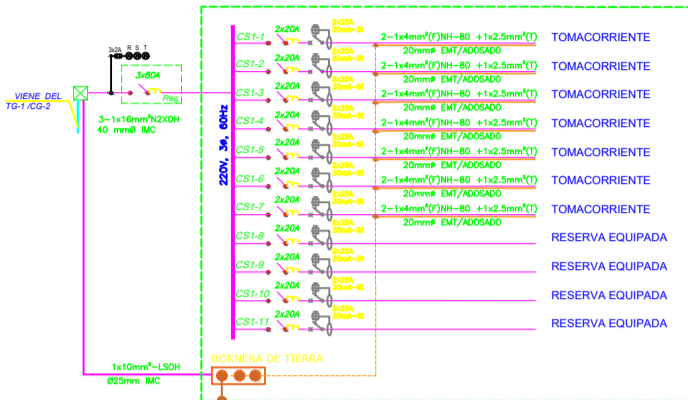 3x2A R S T
3x80A
Reg.
VIENE DEL
TG-1 /CG-2
3-1x16mm²N2XOH
40 mmØ IMC
220V, 3ø, 60Hz
CS1-1 2x20A 2x25A 30mA-SI 2-1x4mm²(F)NH-80 +1x2.5mm²(T) TOMACORRIENTE
20mmø EMT/ADOSADO
CS1-2 2x20A 2x25A 30mA-SI 2-1x4mm²(F)NH-80 +1x2.5mm²(T) TOMACORRIENTE
20mmø EMT/ADOSADO
CS1-3 2x20A 2x25A 30mA-SI 2-1x4mm²(F)NH-80 +1x2.5mm²(T) TOMACORRIENTE
20mmø EMT/ADOSADO
CS1-4 2x20A 2x25A 30mA-SI 2-1x4mm²(F)NH-80 +1x2.5mm²(T) TOMACORRIENTE
20mmø EMT/ADOSADO
CS1-5 2x20A 2x25A 30mA-SI 2-1x4mm²(F)NH-80 +1x2.5mm²(T) TOMACORRIENTE
20mmø EMT/ADOSADO
CS1-6 2x20A 2x25A 30mA-SI 2-1x4mm²(F)NH-80 +1x2.5mm²(T) TOMACORRIENTE
20mmø EMT/ADOSADO
CS1-7 2x20A 2x25A 30mA-SI 2-1x4mm²(F)NH-80 +1x2.5mm²(T) TOMACORRIENTE
20mmø EMT/ADOSADO
CS1-8 2x20A 2x25A 30mA-SI RESERVA EQUIPADA
CS1-9 2x20A 2x25A 30mA-SI RESERVA EQUIPADA
CS1-10 2x20A 2x25A 30mA-SI RESERVA EQUIPADA
CS1-11 2x20A 2x25A 30mA-SI RESERVA EQUIPADA
BORNERA DE TIERRA
1x10mm²-LSOH
Ø25mm IMC